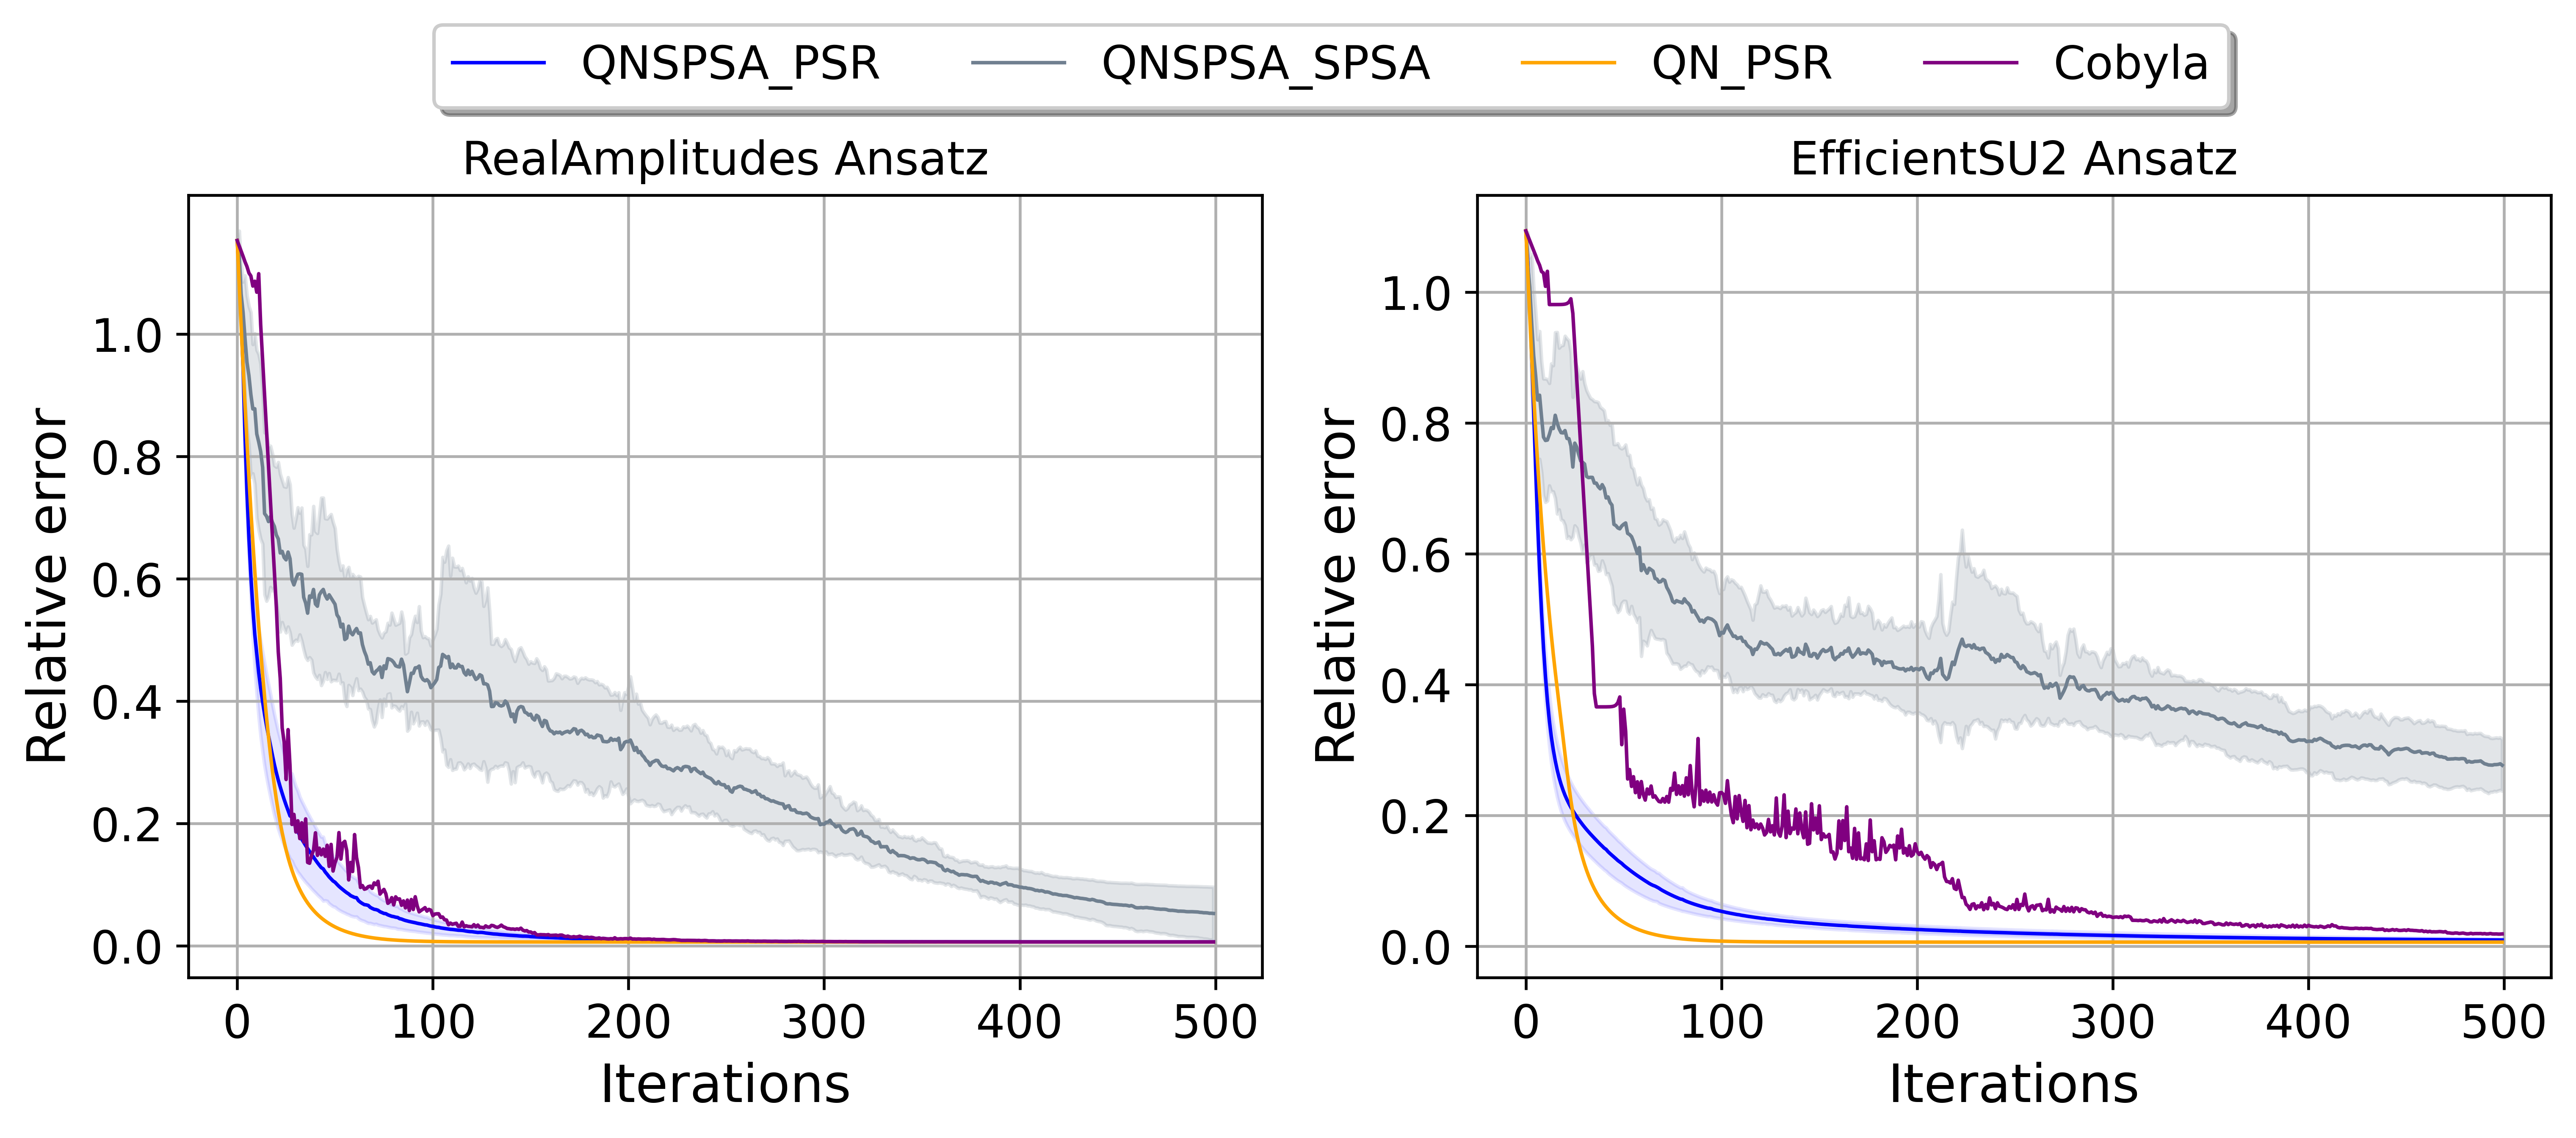 QNSPSA_PSR QNSPSA_SPSA QN_PSR Cobyla
RealAmplitudes Ansatz
Relative error
1.0
0.8
0.6
0.4
0.2
0.0
0 100 200 300 400 500
Iterations
EfficientSU2 Ansatz
Relative error
1.0
0.8
0.6
0.4
0.2
0.0
0 100 200 300 400 500
Iterations